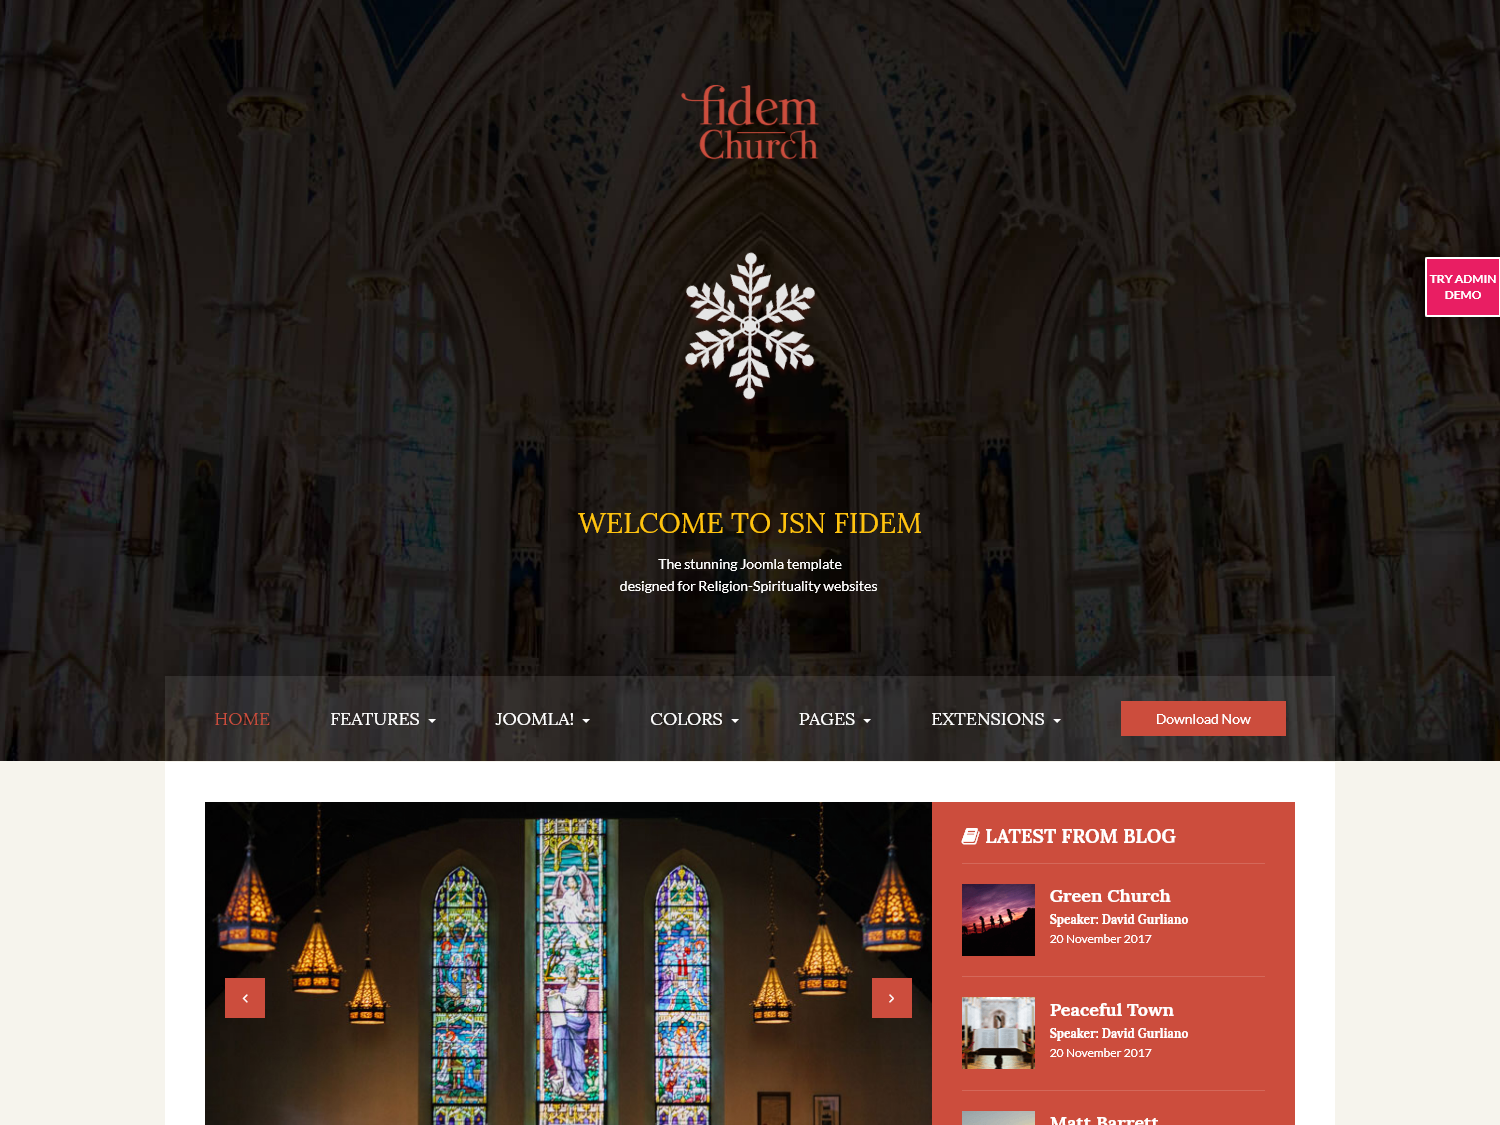 fidem
Church
TRY ADMIN
DEMO
WELCOME TO JSN FIDEM
The stunning Joomla template
designed for Religion-Spirituality websites
HOME
FEATURES
JOOMLA!
COLORS
PAGES
EXTENSIONS
Download Now
LATEST FROM BLOG
Green Church
Speaker: David Gurliano
20 November 2017
Peaceful Town
Speaker: David Gurliano
20 November 2017
Matt Barrett